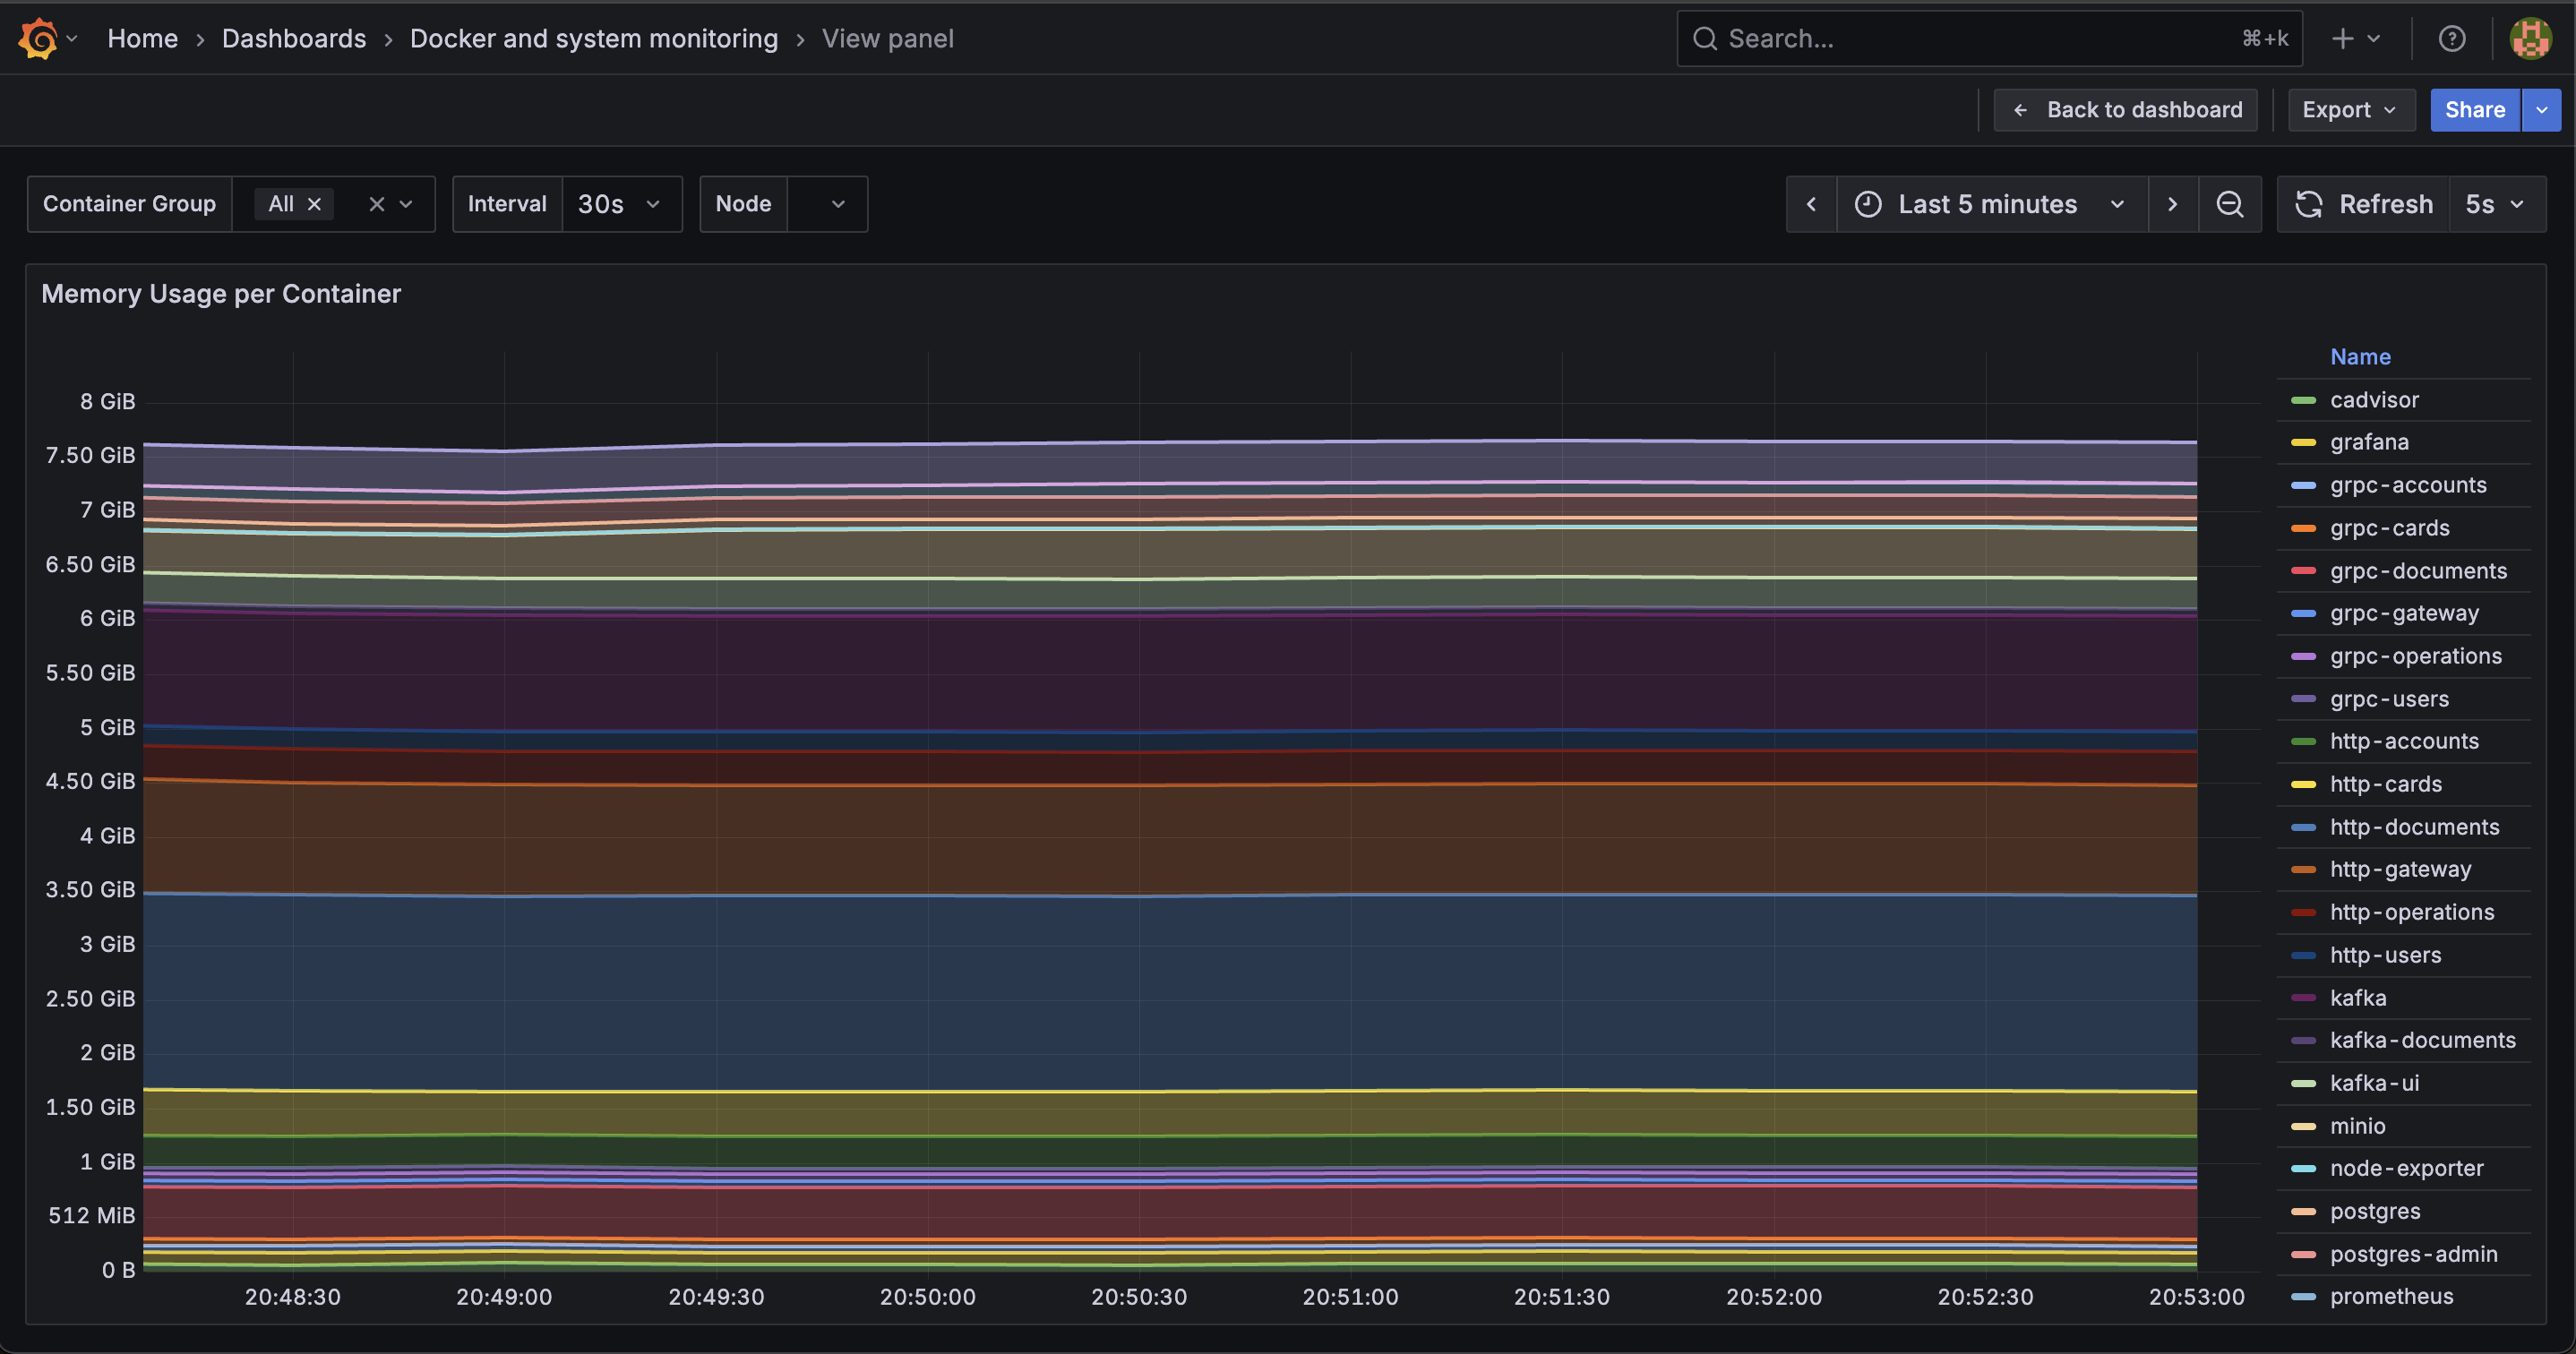 Home › Dashboards › Docker and system monitoring › View panel
Search... ⌘+k
Back to dashboard
Export
Share
Container Group All
Interval 30s
Node
Last 5 minutes
Refresh 5s
Memory Usage per Container
8 GiB
7.50 GiB
7 GiB
6.50 GiB
6 GiB
5.50 GiB
5 GiB
4.50 GiB
4 GiB
3.50 GiB
3 GiB
2.50 GiB
2 GiB
1.50 GiB
1 GiB
512 MiB
0 B
20:48:30 20:49:00 20:49:30 20:50:00 20:50:30 20:51:00 20:51:30 20:52:00 20:52:30 20:53:00
Name
cadvisor
grafana
grpc-accounts
grpc-cards
grpc-documents
grpc-gateway
grpc-operations
grpc-users
http-accounts
http-cards
http-documents
http-gateway
http-operations
http-users
kafka
kafka-documents
kafka-ui
minio
node-exporter
postgres
postgres-admin
prometheus